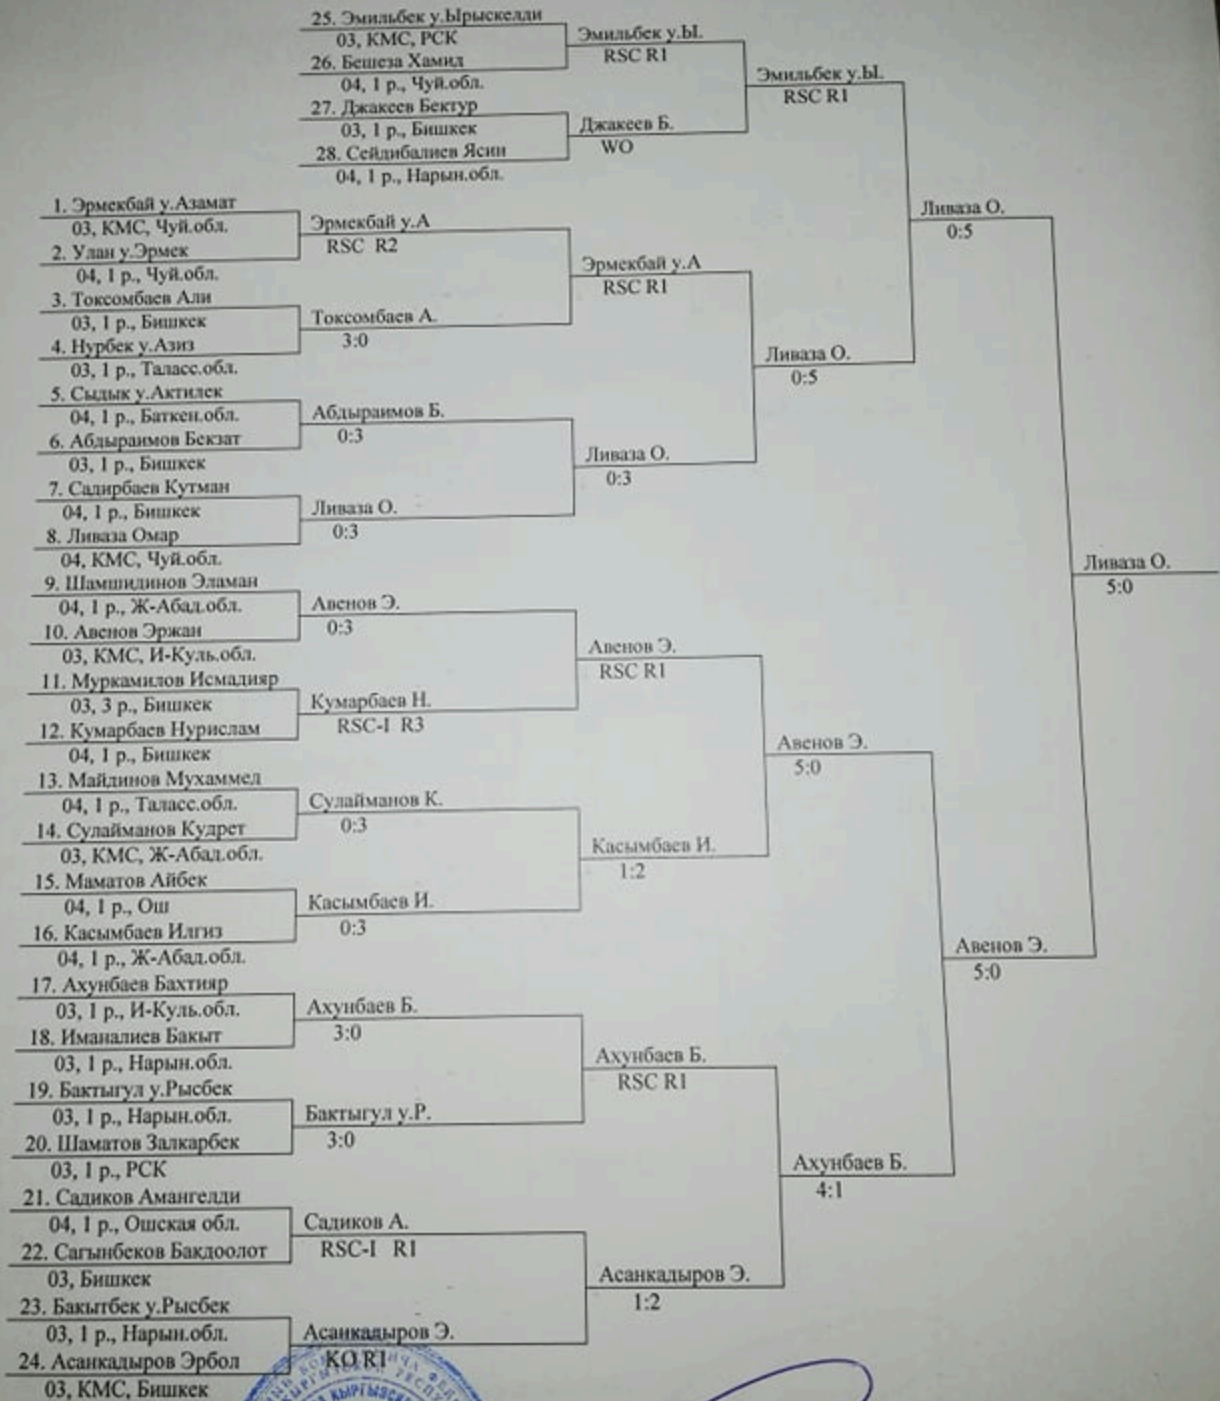 25. Эмильбек у.Ырыскелди
03, КМС, РСК
26. Бешеза Хамид
04, 1 р., Чуй.обл.
27. Джакеев Бектур
03, 1 р., Бишкек
28. Сейдибалиев Ясин
04, 1 р., Нарын.обл.
Эмильбек у.Ы.
RSC R1
Джакеев Б.
WO
Эмильбек у.Ы.
RSC R1
1. Эрмекбай у.Азамат
03, КМС, Чуй.обл.
2. Улан у.Эрмек
04, 1 р., Чуй.обл.
3. Токсомбаев Али
03, 1 р., Бишкек
4. Нурбек у.Азиз
03, 1 р., Таласс.обл.
5. Сыдык у.Актилек
04, 1 р., Баткен.обл.
6. Абдыраимов Бекзат
03, 1 р., Бишкек
7. Садирбаев Кутман
04, 1 р., Бишкек
8. Ливаза Омар
04, КМС, Чуй.обл.
9. Шамшидинов Эламан
04, 1 р., Ж-Абад.обл.
10. Авенов Эржан
03, КМС, И-Куль.обл.
11. Муркамилов Исмадияр
03, 3 р., Бишкек
12. Кумарбаев Нурислам
04, 1 р., Бишкек
13. Майдинов Мухаммед
04, 1 р., Таласс.обл.
14. Сулайманов Кудрет
03, КМС, Ж-Абад.обл.
15. Маматов Айбек
04, 1 р., Ош
16. Касымбаев Илгиз
04, 1 р., Ж-Абад.обл.
17. Ахунбаев Бахтияр
03, 1 р., И-Куль.обл.
18. Иманалиев Бакыт
03, 1 р., Нарын.обл.
19. Бактыгул у.Рысбек
03, 1 р., Нарын.обл.
20. Шаматов Залкарбек
03, 1 р., РСК
21. Садиков Амангелди
04, 1 р., Ошская обл.
22. Сагынбеков Бакдоолот
03, Бишкек
23. Бакытбек у.Рысбек
03, 1 р., Нарын.обл.
24. Асанкадыров Эрбол
03, КМС, Бишкек
Эрмекбай у.А
RSC R2
Токсомбаев А.
3:0
Абдыраимов Б.
0:3
Ливаза О.
0:3
Авенов Э.
0:3
Кумарбаев Н.
RSC-I R3
Сулайманов К.
0:3
Касымбаев И.
0:3
Ахунбаев Б.
3:0
Бактыгул у.Р.
3:0
Садиков А.
RSC-I R1
Асанкадыров Э.
KO R1
Эрмекбай у.А
RSC R1
Ливаза О.
0:3
Авенов Э.
RSC R1
Касымбаев И.
1:2
Ахунбаев Б.
RSC R1
Асанкадыров Э.
1:2
Ливаза О.
0:5
Авенов Э.
5:0
Ахунбаев Б.
4:1
Ливаза О.
0:5
Авенов Э.
5:0
Ливаза О.
5:0